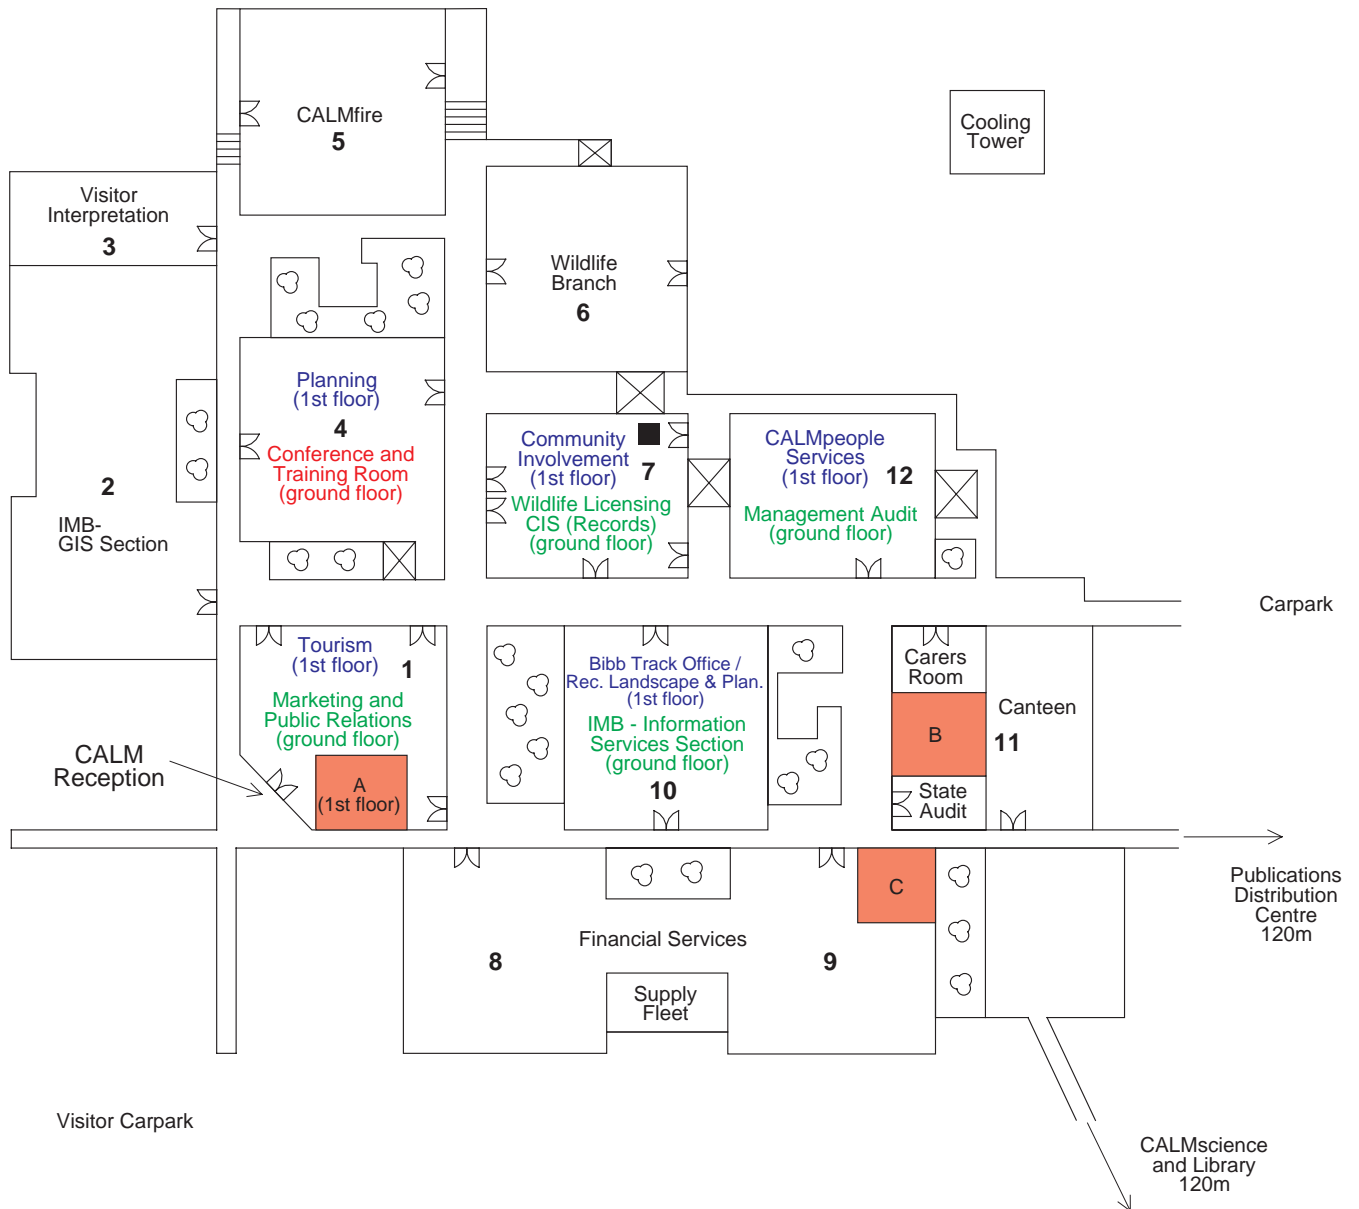 CALMfire
5
Cooling
Tower
Visitor
Interpretation
3
Wildlife
Branch
6
Planning
(1st floor)
4
Conference and
Training Room
(ground floor)
2
IMB-
GIS Section
Community
Involvement
(1st floor)
7
Wildlife Licensing
CIS (Records)
(ground floor)
CALMpeople
Services
(1st floor)
12
Management Audit
(ground floor)
Carpark
Tourism
(1st floor)
1
Marketing and
Public Relations
(ground floor)
A
(1st floor)
CALM
Reception
Bibb Track Office /
Rec. Landscape & Plan.
(1st floor)
IMB - Information
Services Section
(ground floor)
10
Carers
Room
B
State
Audit
Canteen
11
Publications
Distribution
Centre
120m
C
Financial Services
8
9
Supply
Fleet
Visitor Carpark
CALMscience
and Library
120m